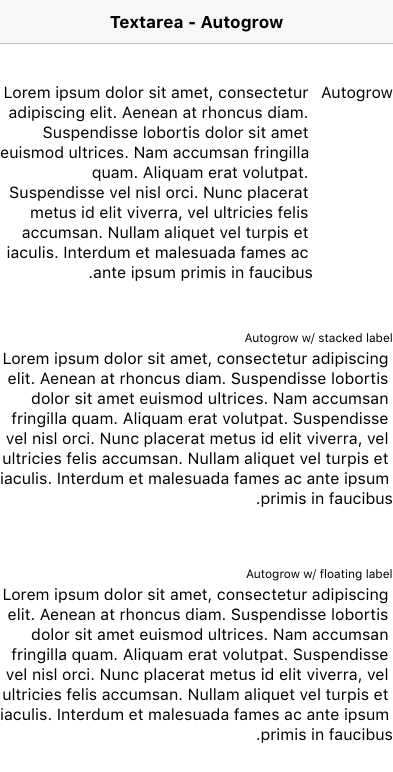 Textarea - Autogrow
Autogrow
Lorem ipsum dolor sit amet, consectetur
adipiscing elit. Aenean at rhoncus diam.
Suspendisse lobortis dolor sit amet
euismod ultrices. Nam accumsan fringilla
quam. Aliquam erat volutpat.
Suspendisse vel nisl orci. Nunc placerat
metus id elit viverra, vel ultricies felis
accumsan. Nullam aliquet vel turpis et
iaculis. Interdum et malesuada fames ac
.ante ipsum primis in faucibus
Autogrow w/ stacked label
Lorem ipsum dolor sit amet, consectetur adipiscing
elit. Aenean at rhoncus diam. Suspendisse lobortis
dolor sit amet euismod ultrices. Nam accumsan
fringilla quam. Aliquam erat volutpat. Suspendisse
vel nisl orci. Nunc placerat metus id elit viverra, vel
ultricies felis accumsan. Nullam aliquet vel turpis et
iaculis. Interdum et malesuada fames ac ante ipsum
.primis in faucibus
Autogrow w/ floating label
Lorem ipsum dolor sit amet, consectetur adipiscing
elit. Aenean at rhoncus diam. Suspendisse lobortis
dolor sit amet euismod ultrices. Nam accumsan
fringilla quam. Aliquam erat volutpat. Suspendisse
vel nisl orci. Nunc placerat metus id elit viverra, vel
ultricies felis accumsan. Nullam aliquet vel turpis et
iaculis. Interdum et malesuada fames ac ante ipsum
.primis in faucibus